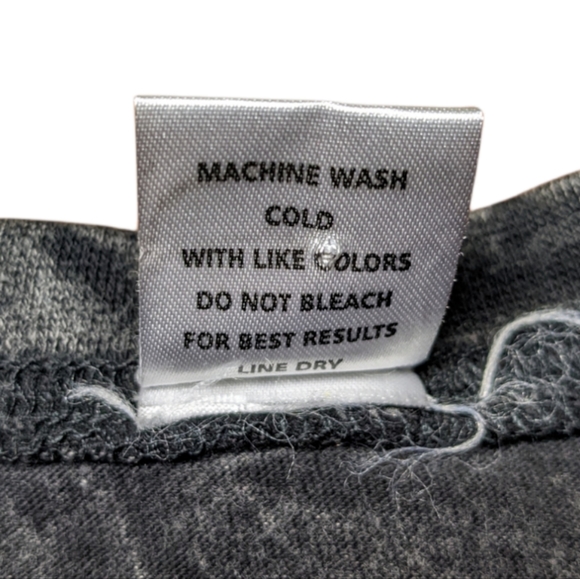 MACHINE WASH
COLD
WITH LIKE COLORS
DO NOT BLEACH
FOR BEST RESULTS
LINE DRY